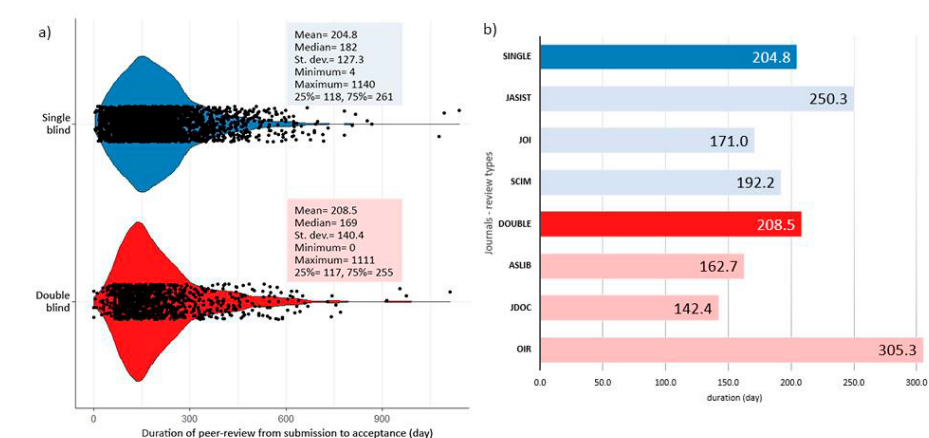 a)
Mean= 204.8
Median= 182
St. dev.= 127.3
Minimum= 4
Maximum= 1140
25%= 118, 75%= 261
Single
blind
Mean= 208.5
Median= 169
St. dev.= 140.4
Minimum= 0
Maximum= 1111
25%= 117, 75%= 255
Double
blind
0 300 600 900
Duration of peer-review from submission to acceptance (day)
b)
Journals - review types
SINGLE 204.8
JASIST 250.3
JOI 171.0
SCIM 192.2
DOUBLE 208.5
ASLIB 162.7
JDOC 142.4
OIR 305.3
0.0 50.0 100.0 150.0 200.0 250.0 300.0
duration (day)